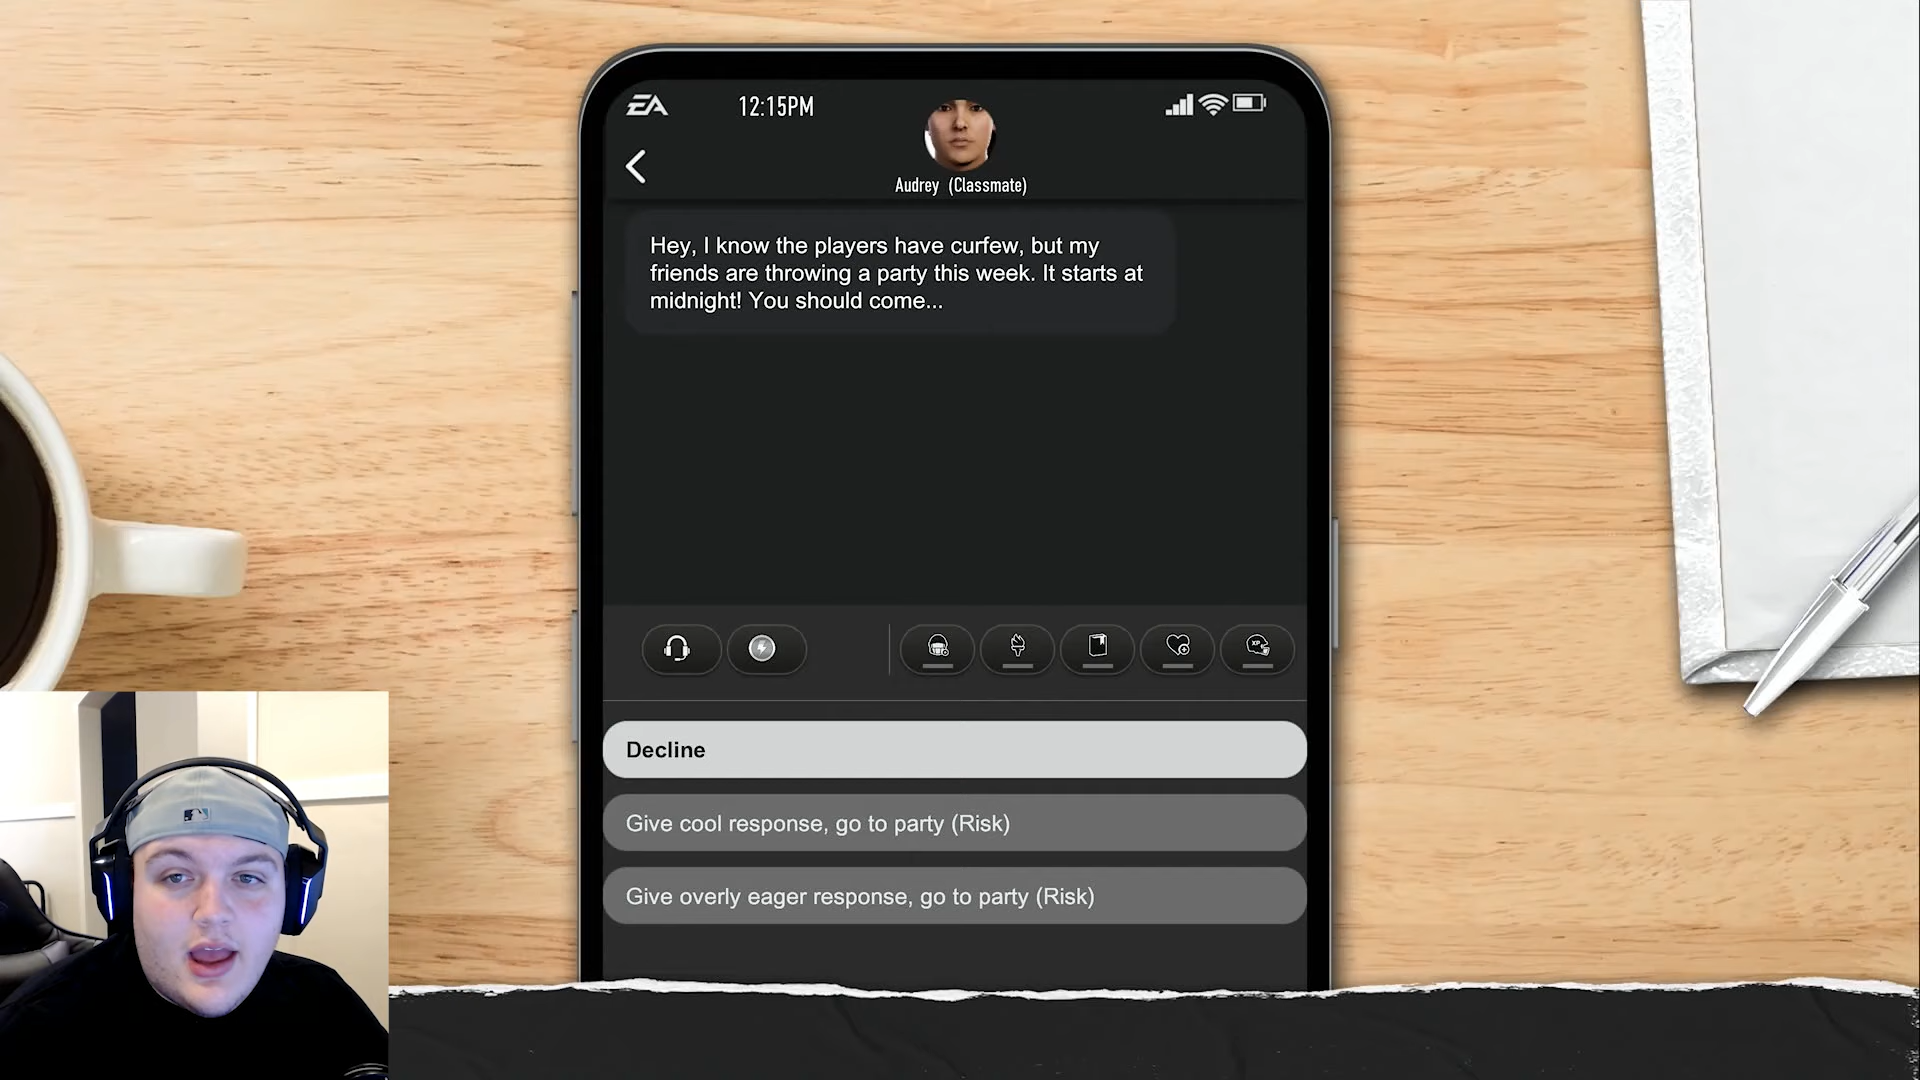 EA
12:15PM
Audrey (Classmate)
Hey, I know the players have curfew, but my
friends are throwing a party this week. It starts at
midnight! You should come...
XP
Decline
Give cool response, go to party (Risk)
Give overly eager response, go to party (Risk)